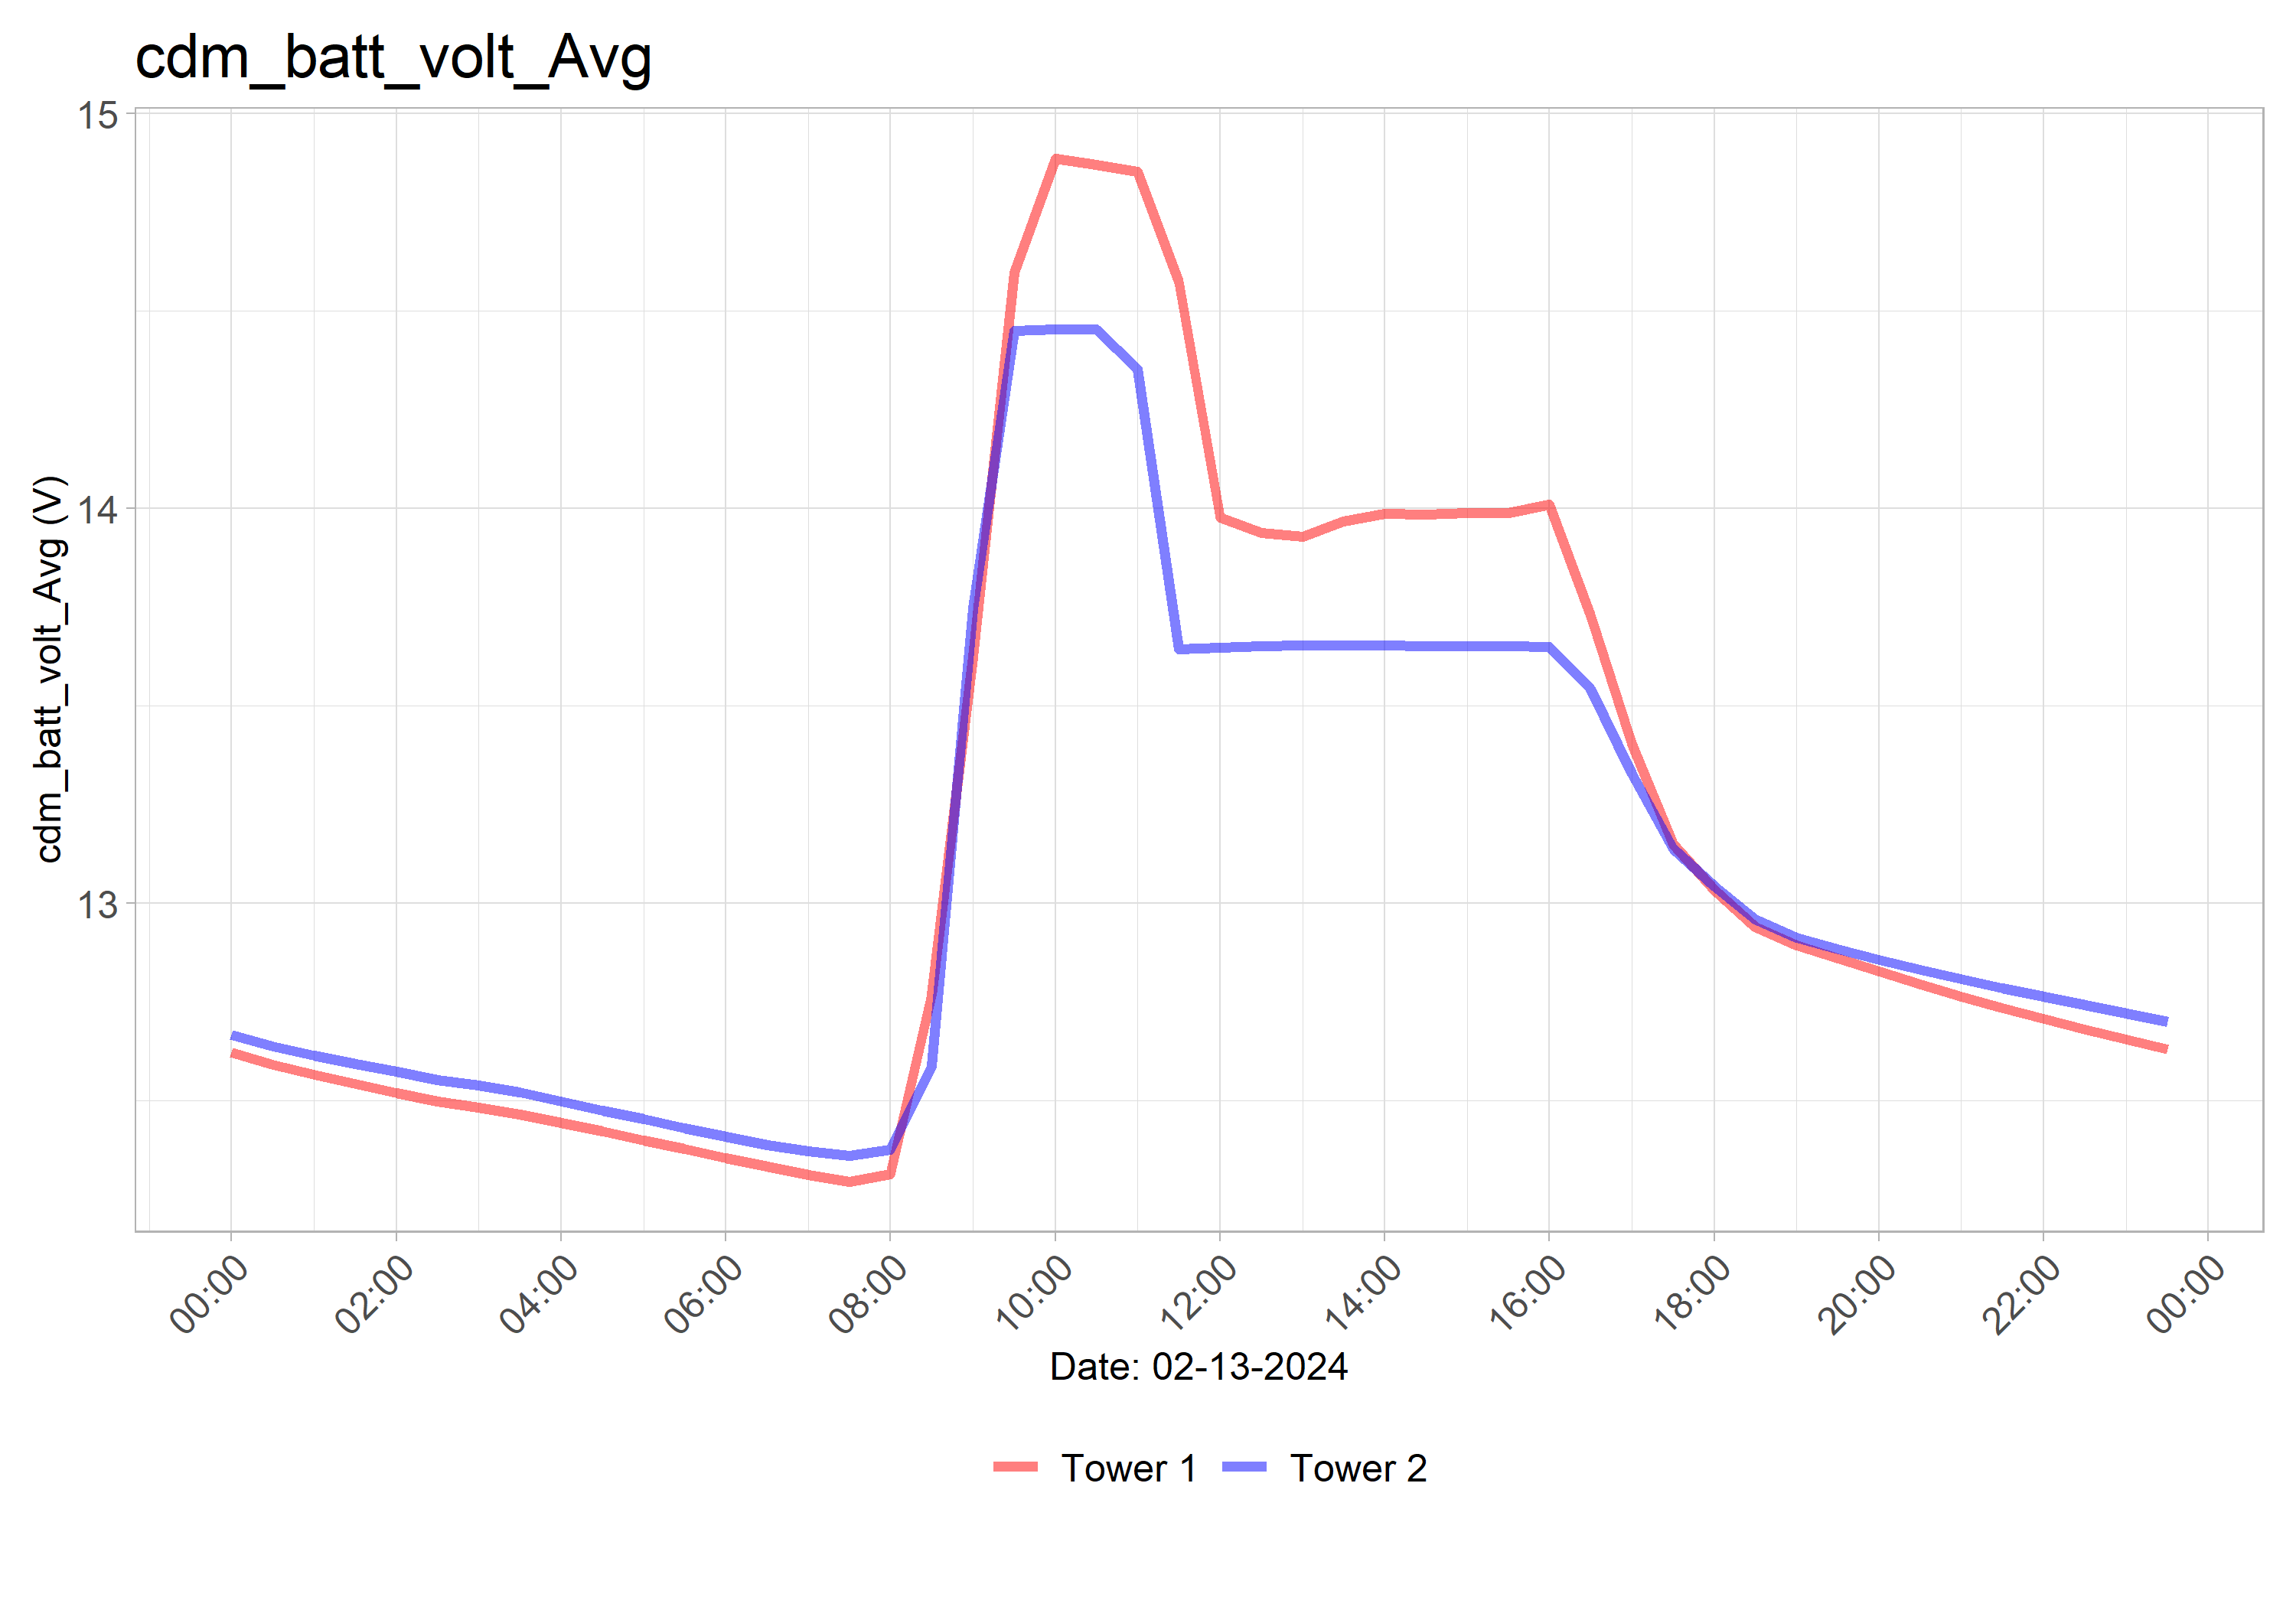 cdm_batt_volt_Avg
15
14
13
cdm_batt_volt_Avg (V)
00:00 02:00 04:00 06:00 08:00 10:00 12:00 14:00 16:00 18:00 20:00 22:00 00:00
Date: 02-13-2024
Tower 1 Tower 2